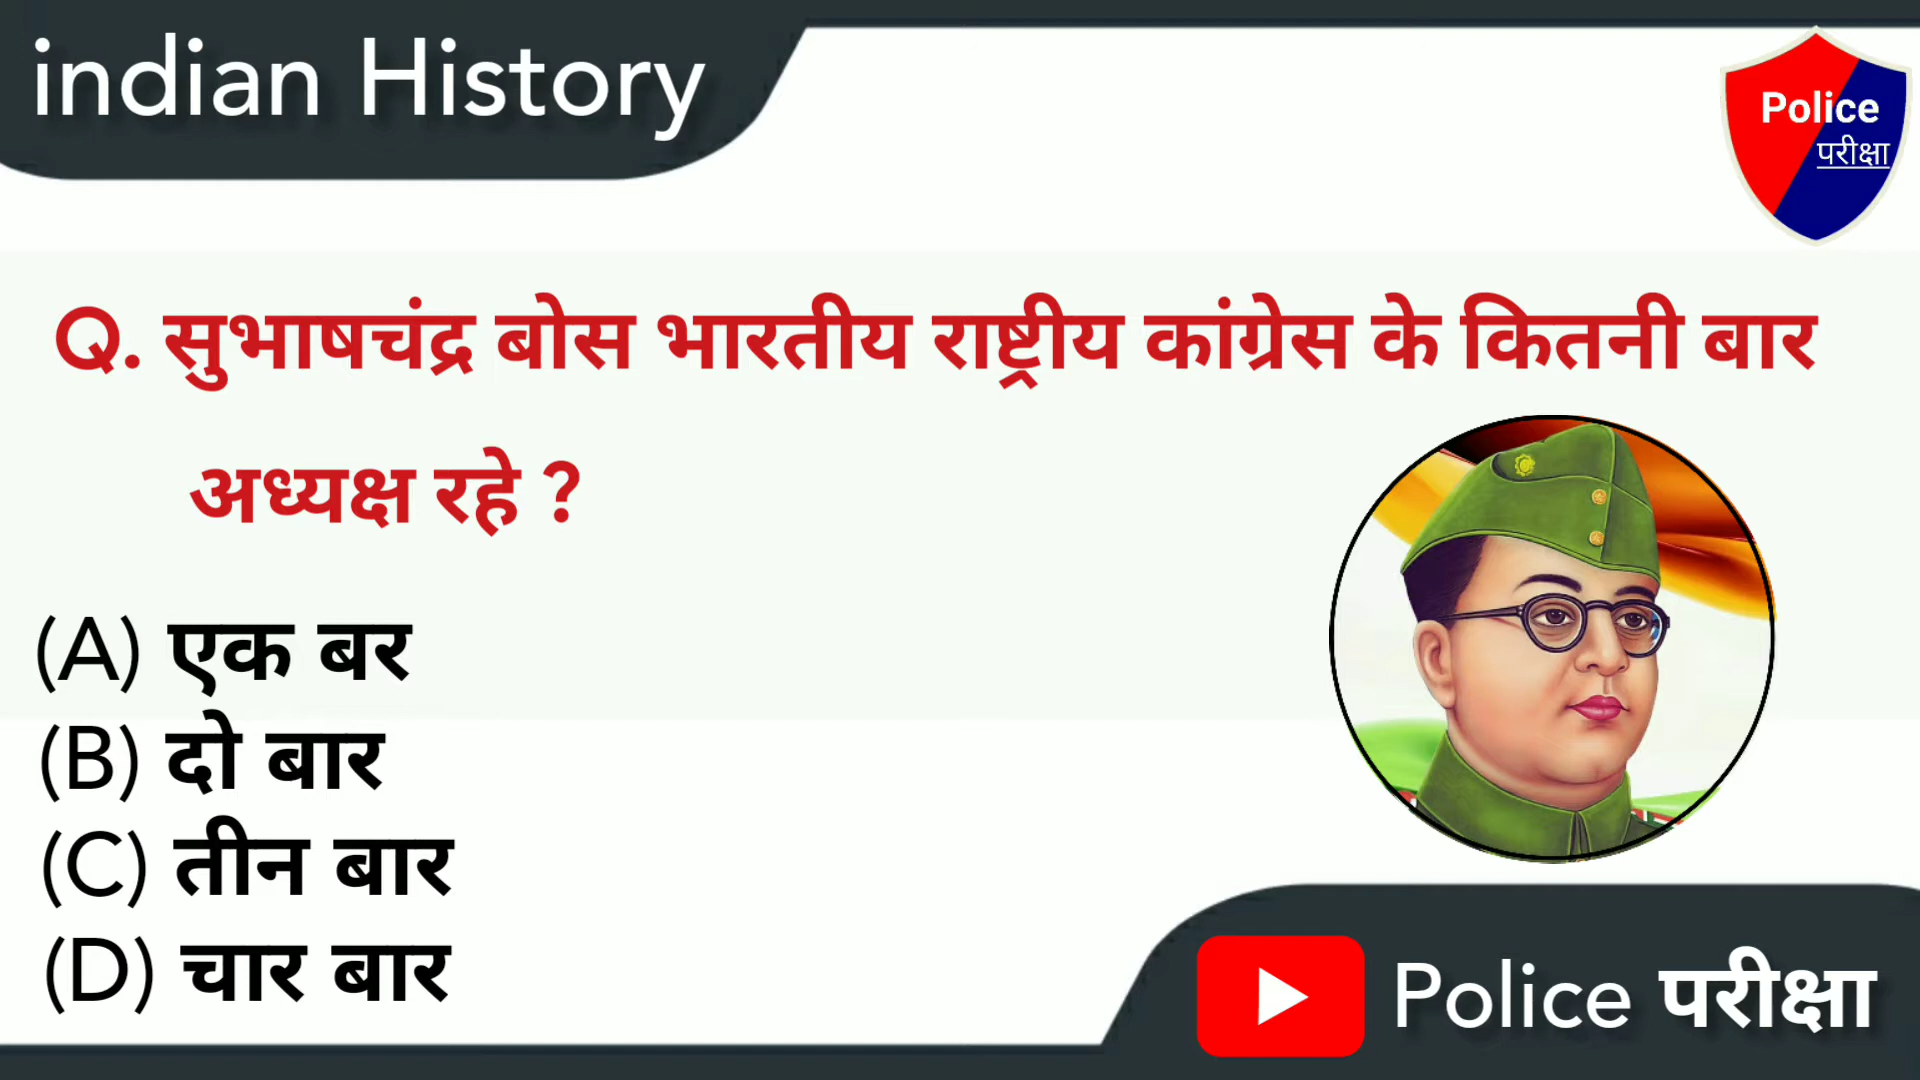 indian History
Police
परीक्षा
Q. सुभाषचंद्र बोस भारतीय राष्ट्रीय कांग्रेस के कितनी बार
अध्यक्ष रहे ?
(A) एक बर
(B) दो बार
(C) तीन बार
(D) चार बार
Police परीक्षा